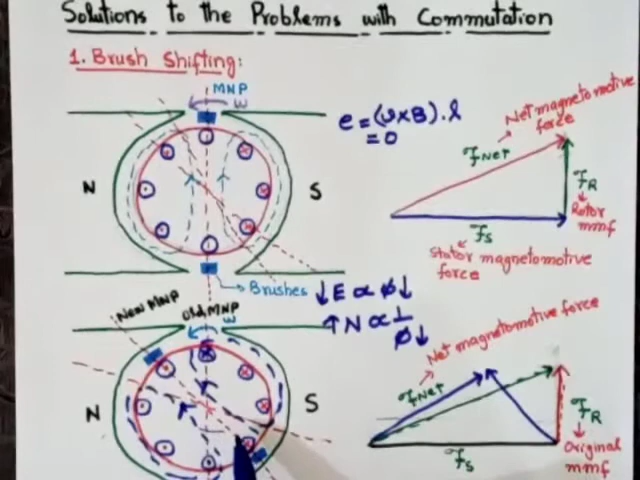 Solutions to the Problems with Commutation
1. Brush Shifting:
MNP
ω
N
S
e = (v x B) . l
= 0
Brushes
Net magnetomotive
force
FNET
FR
Rotor
mmf
FS
Stator magnetomotive
force
↓E ∝ φ↓
↑N ∝ 1
φ↓
New MNP
Old MNP
ω
N
S
Net magnetomotive force
FNET
FR
Original
mmf
FS